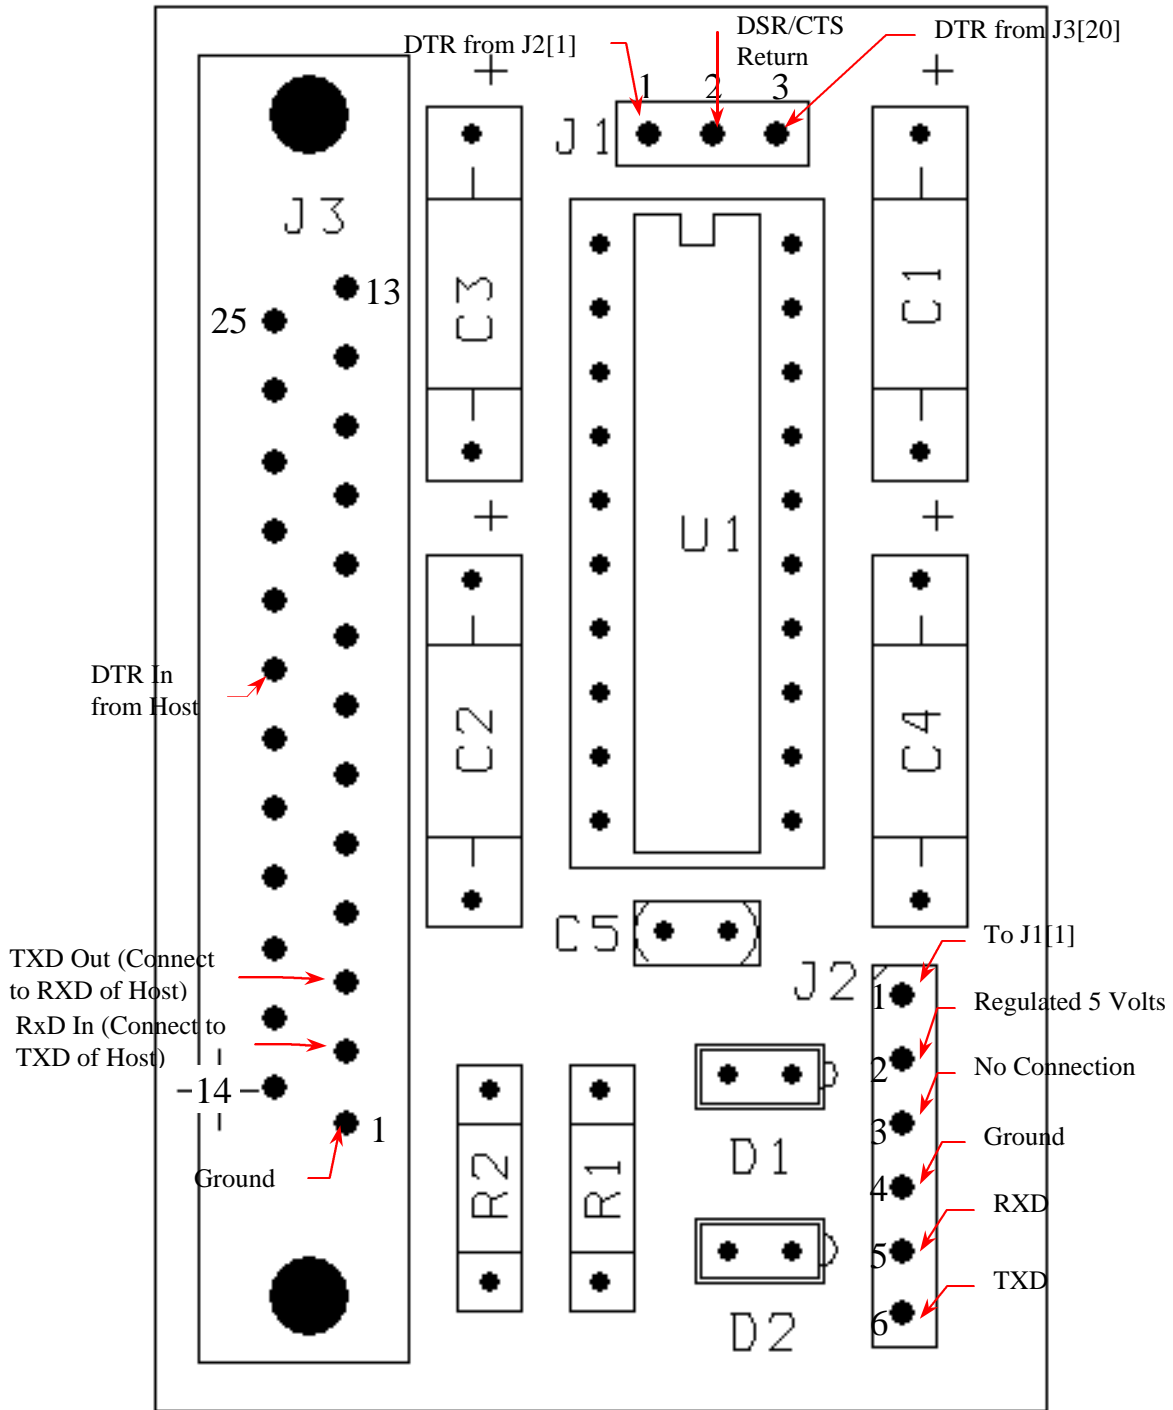 DTR from J2[1]
DSR/CTS
Return
DTR from J3[20]
1
2
3
J1
J3
13
25
C3
C1
U1
DTR In
from Host
C2
C4
C5
TXD Out (Connect
to RXD of Host)
RxD In (Connect to
TXD of Host)
14
1
Ground
To J1[1]
J2
1
Regulated 5 Volts
2
No Connection
3
Ground
4
RXD
5
TXD
6
R2
R1
D1
D2